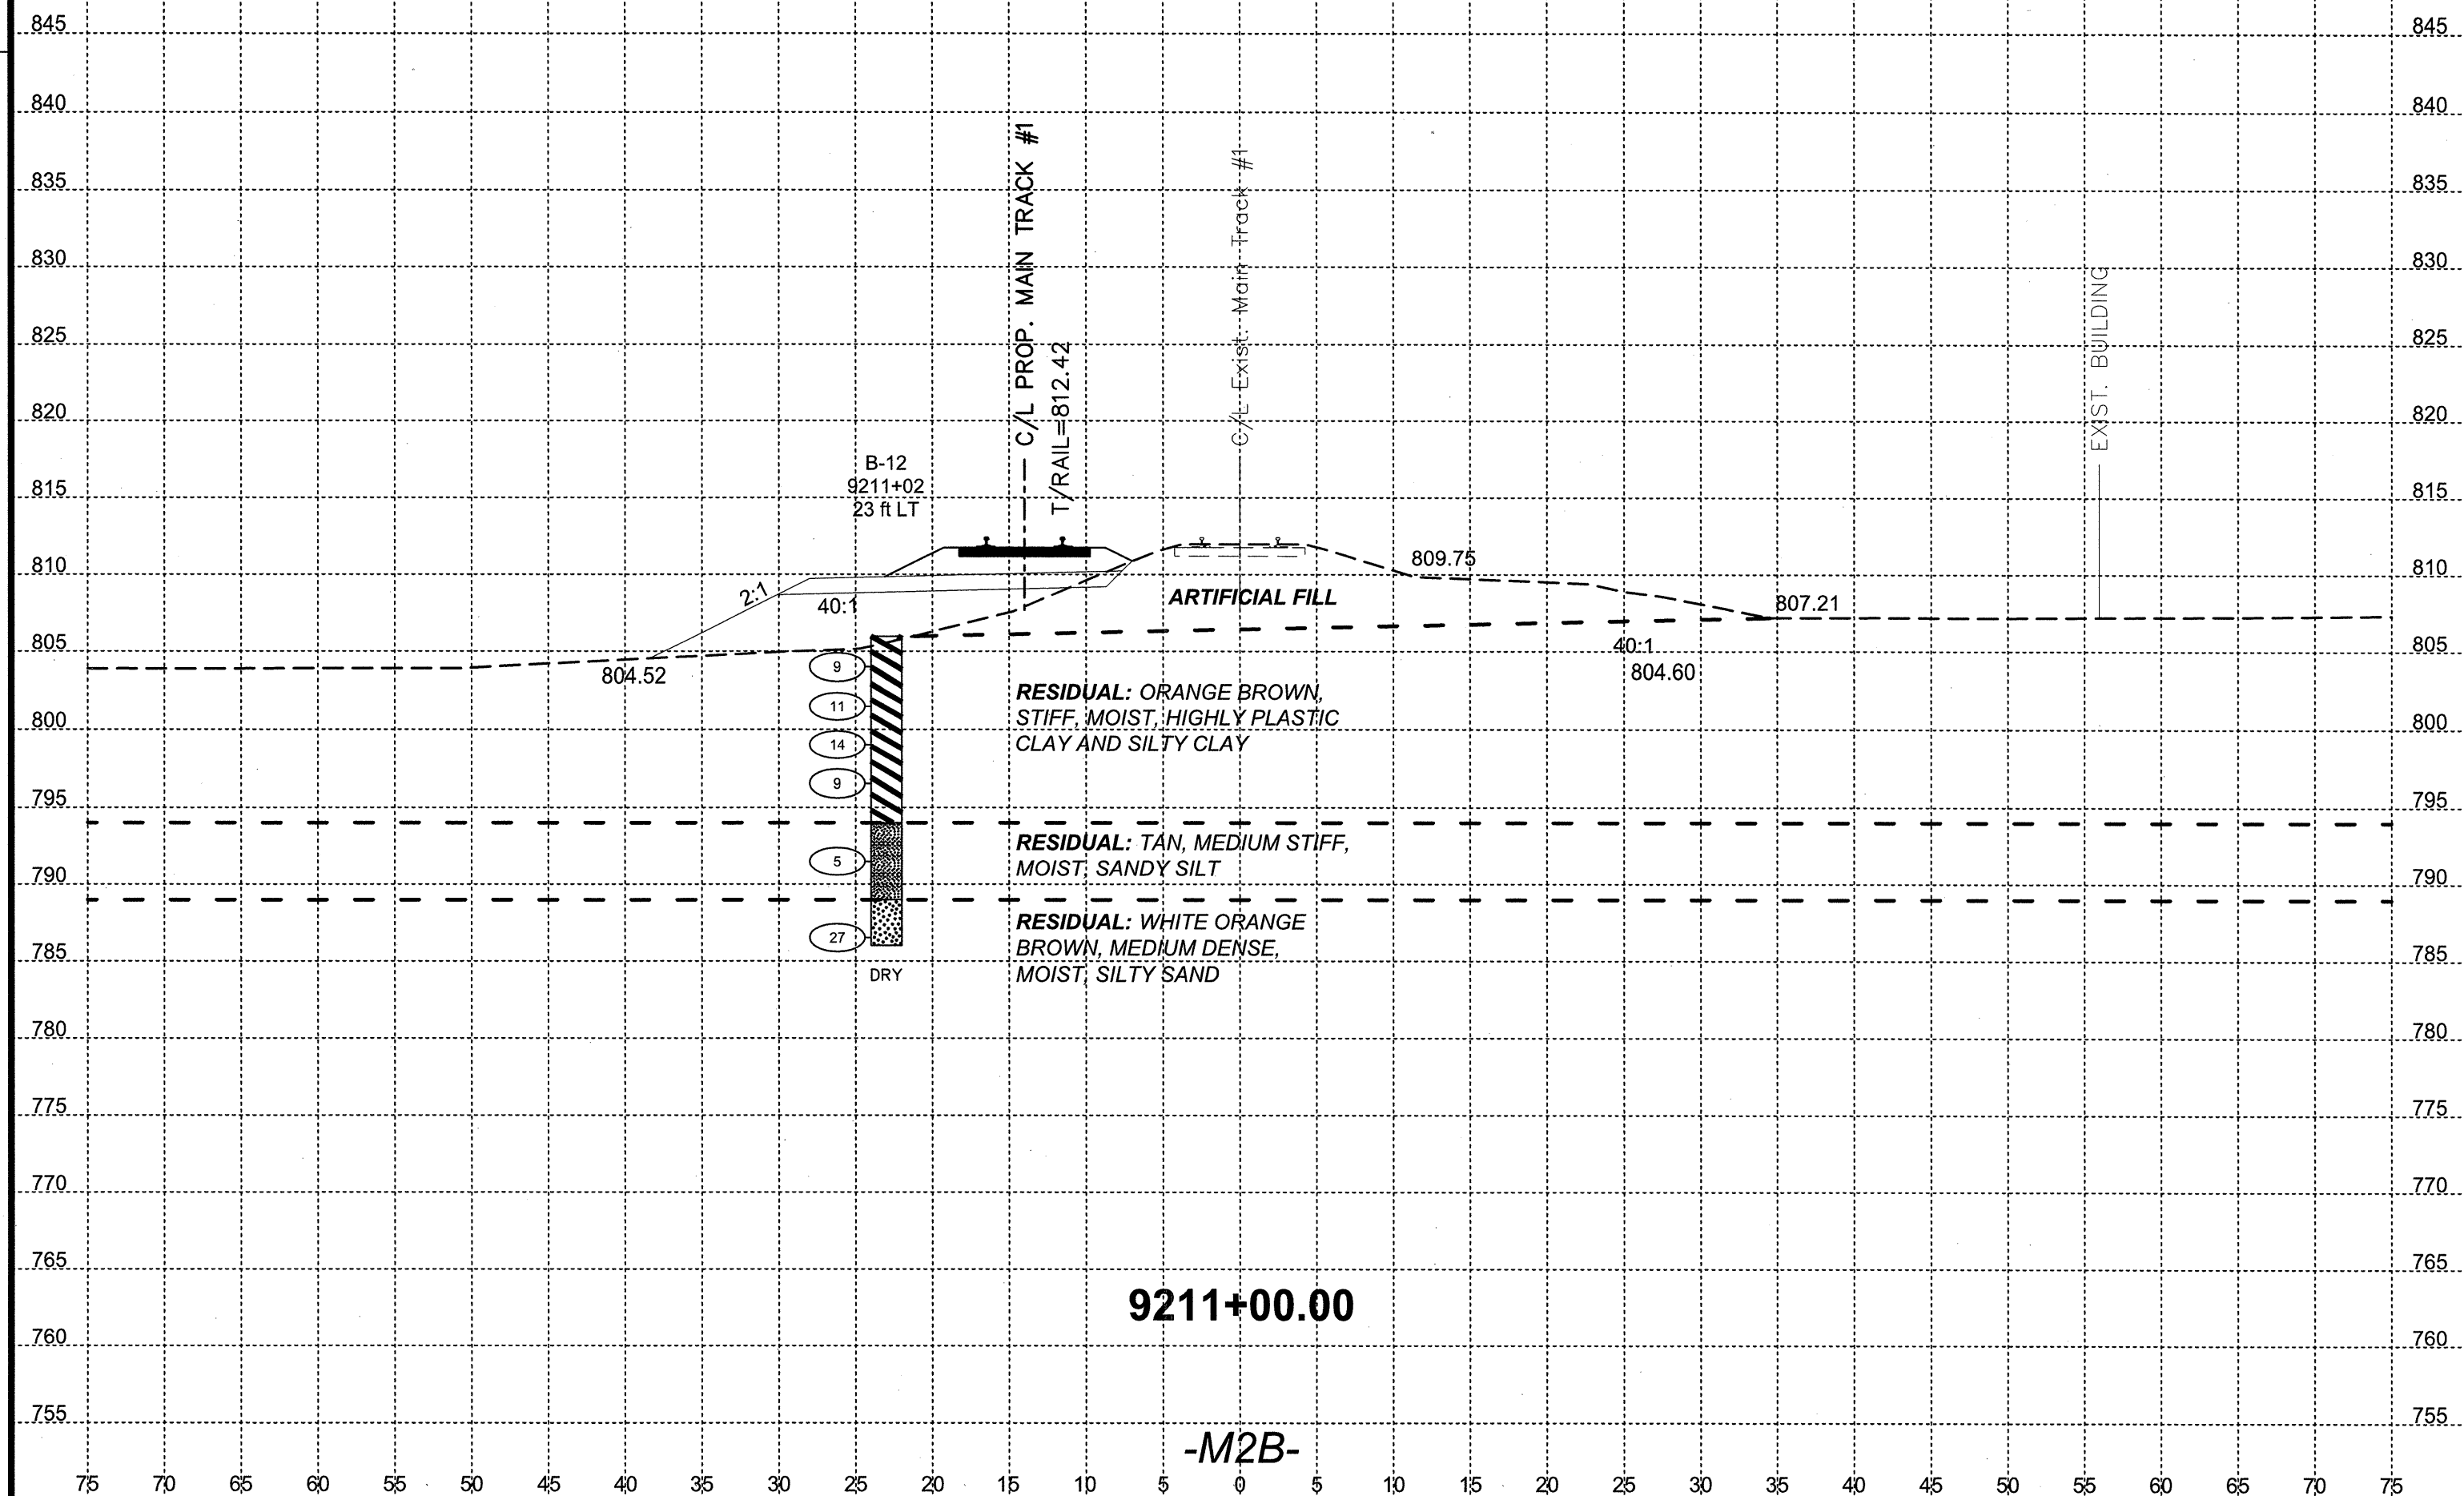 845 845
840 840
835 835
830 830
825 825
820 820
815 815
810 810
805 805
800 800
795 795
790 790
785 785
780 780
775 775
770 770
765 765
760 760
755 755
C/L PROP. MAIN TRACK #1
T/RAIL=812.42
C/L Exist. Main Track #1
EXIST. BUILDING
B-12
9211+02
23 ft LT
2:1
40:1
809.75
ARTIFICIAL FILL
807.21
40:1
804.60
804.52
9
11
14
9
5
27
DRY
RESIDUAL: ORANGE BROWN,
STIFF, MOIST, HIGHLY PLASTIC
CLAY AND SILTY CLAY
RESIDUAL: TAN, MEDIUM STIFF,
MOIST, SANDY SILT
RESIDUAL: WHITE ORANGE
BROWN, MEDIUM DENSE,
MOIST, SILTY SAND
9211+00.00
-M2B-
75 70 65 60 55 50 45 40 35 30 25 20 15 10 5 0 5 10 15 20 25 30 35 40 45 50 55 60 65 70 75